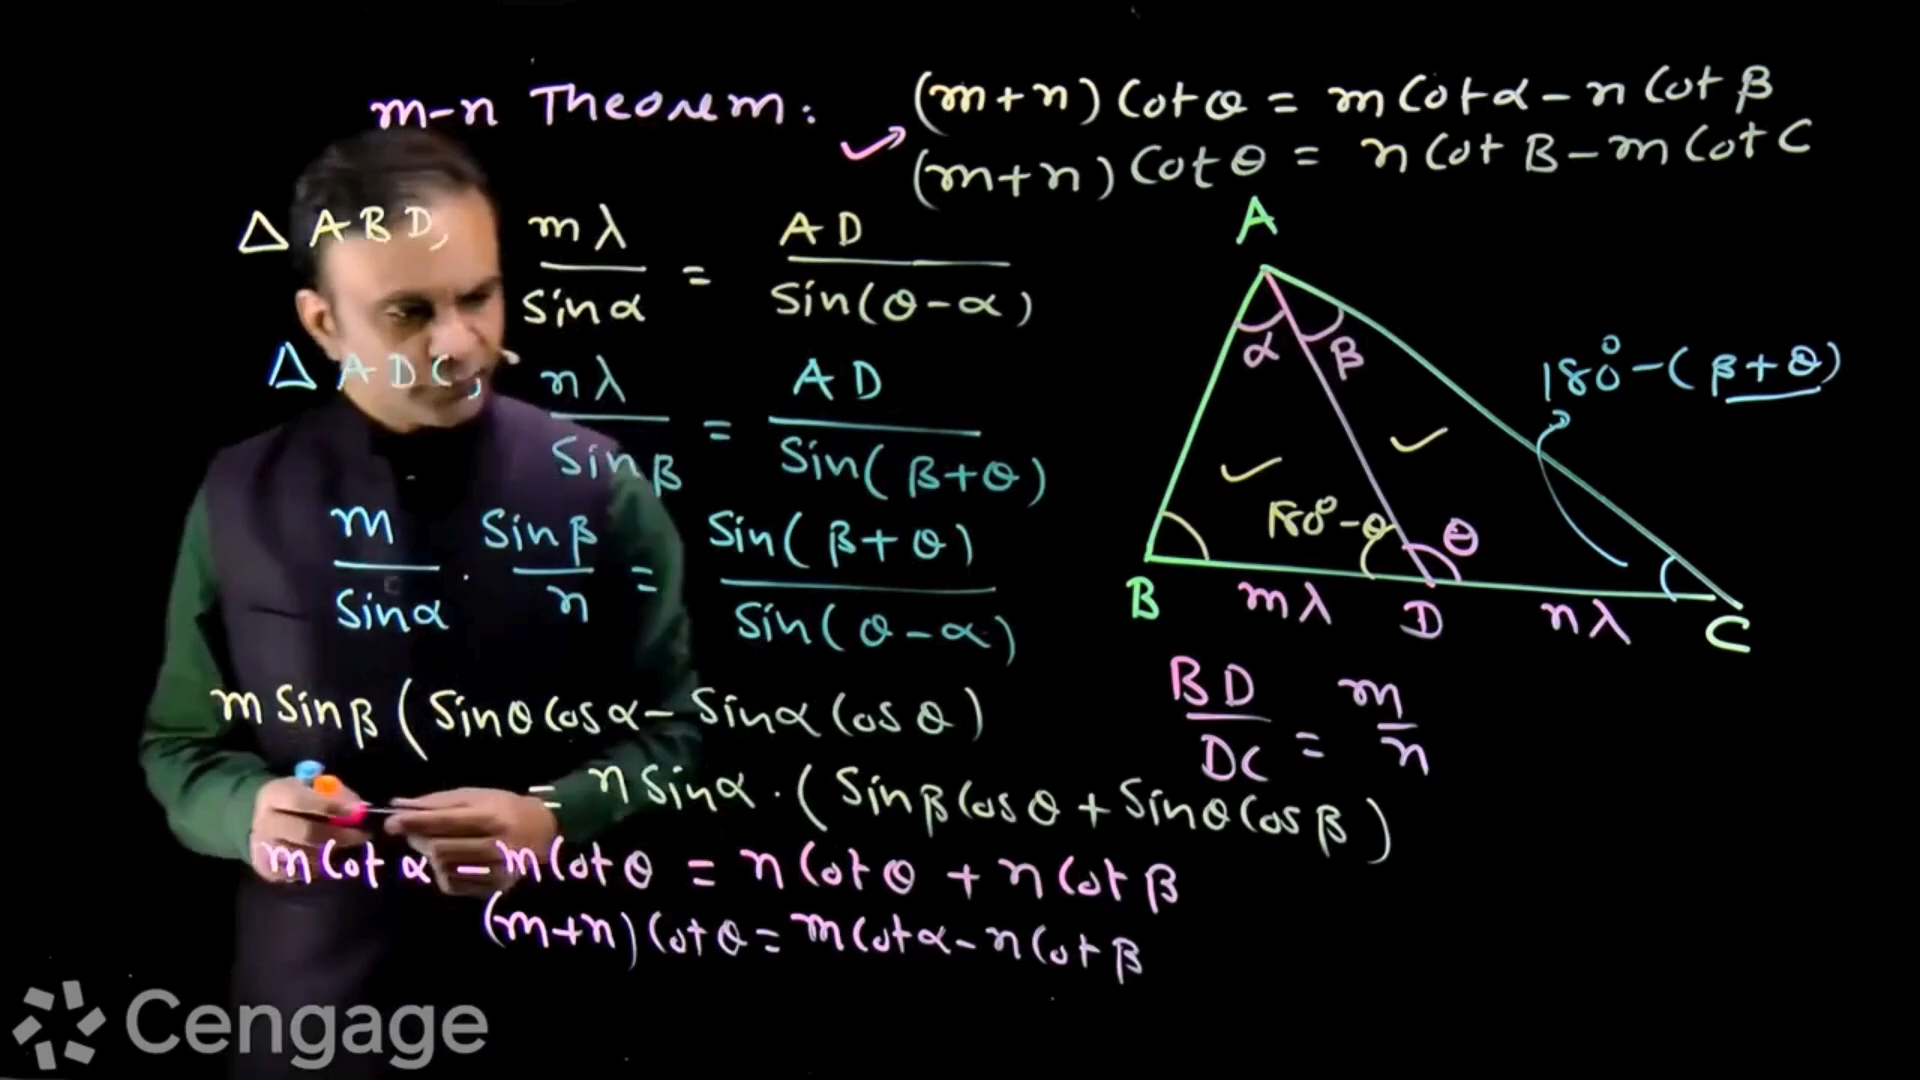 m-n Theorem:
(m+n) Cot θ = m Cot α - n Cot β
(m+n) Cot θ = n Cot B - m Cot C
Δ ABD, mλ / Sin α = AD / Sin(θ-α)
Δ ADC, nλ / Sin β = AD / Sin(β+θ)
m / Sin α . Sin β / n = Sin(β+θ) / Sin(θ-α)
m Sin β (Sin θ Cos α - Sin α Cos θ)
= n Sin α . (Sin β Cos θ + Sin θ Cos β)
m Cot α - m Cot θ = n Cot θ + n Cot β
(m+n) Cot θ = m Cot α - n Cot β
A
α β
180° - (β+θ)
180° - θ θ
B mλ D nλ C
BD / DC = m / n
Cengage